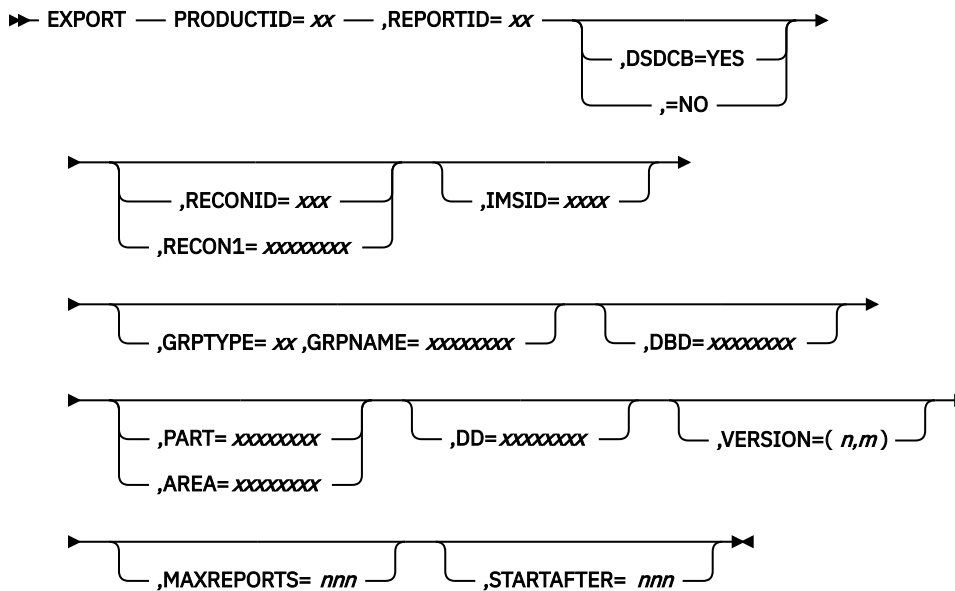 EXPORT PRODUCTID= xx ,REPORTID= xx
,DSDCB=YES
,=NO
,RECONID= xxx ,IMSID= xxxx
,RECON1= xxxxxxxx
,GRPTYPE= xx ,GRPNAME= xxxxxxxx ,DBD= xxxxxxxx
,PART= xxxxxxxx ,DD= xxxxxxxx ,VERSION=( n,m )
,AREA= xxxxxxxx
,MAXREPORTS= nnn ,STARTAFTER= nnn